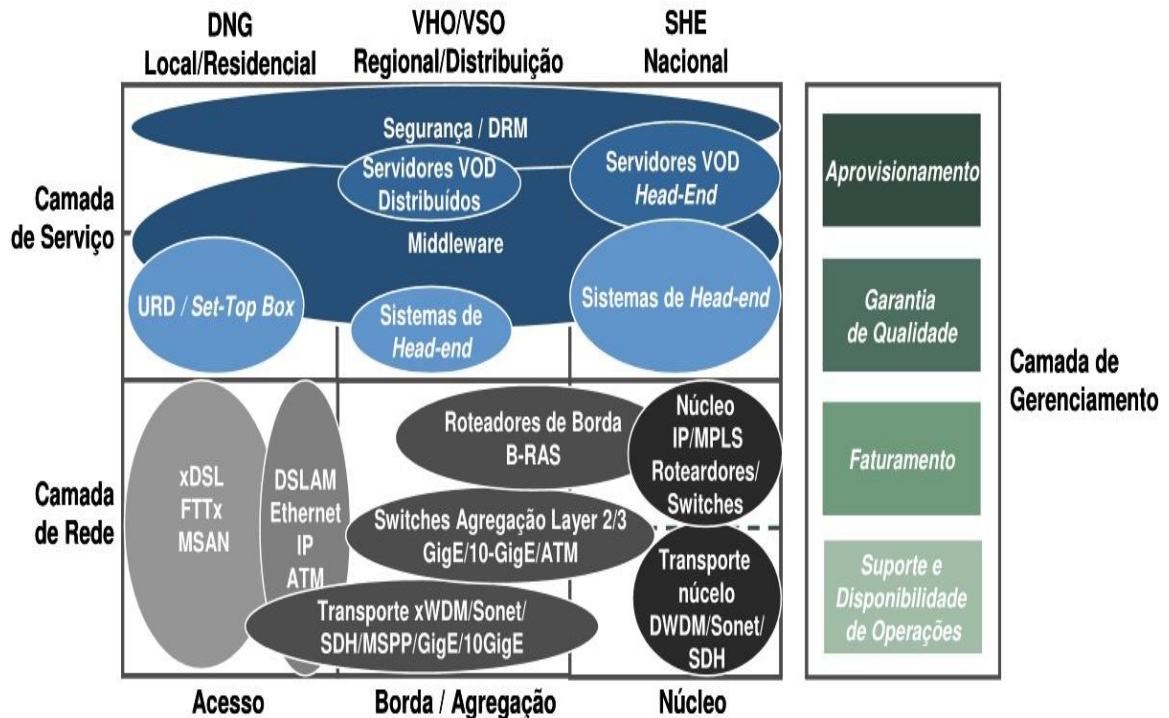 DNG
Local/Residencial
VHO/VSO
Regional/Distribuição
SHE
Nacional
Camada
de Serviço
Segurança / DRM
Servidores VOD
Distribuídos
Servidores VOD
Head-End
Middleware
URD / Set-Top Box
Sistemas de
Head-end
Sistemas de Head-end
Camada
de Rede
xDSL
FTTx
MSAN
DSLAM
Ethernet
IP
ATM
Roteadores de Borda
B-RAS
Núcleo
IP/MPLS
Roteardores/
Switches
Switches Agregação Layer 2/3
GigE/10-GigE/ATM
Transporte xWDM/Sonet/
SDH/MSPP/GigE/10GigE
Transporte
núcelo
DWDM/Sonet/
SDH
Acesso
Borda / Agregação
Núcleo
Aprovisionamento
Garantia
de Qualidade
Faturamento
Suporte e
Disponibilidade
de Operações
Camada de
Gerenciamento